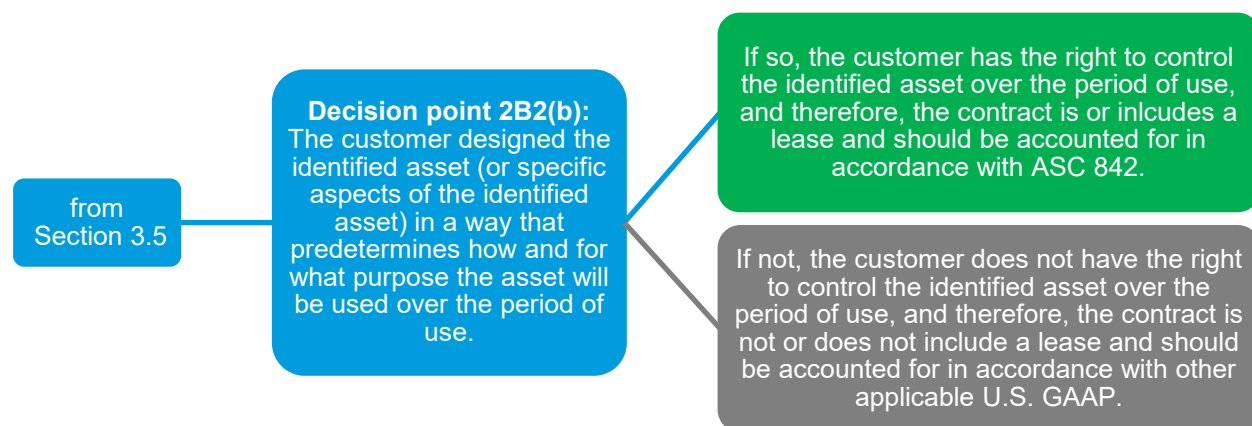 from
Section 3.5
Decision point 2B2(b):
The customer designed the
identified asset (or specific
aspects of the identified
asset) in a way that
predetermines how and for
what purpose the asset will
be used over the period of
use.
If so, the customer has the right to control
the identified asset over the period of use,
and therefore, the contract is or inlcudes a
lease and should be accounted for in
accordance with ASC 842.
If not, the customer does not have the right
to control the identified asset over the
period of use, and therefore, the contract is
not or does not include a lease and should
be accounted for in accordance with other
applicable U.S. GAAP.